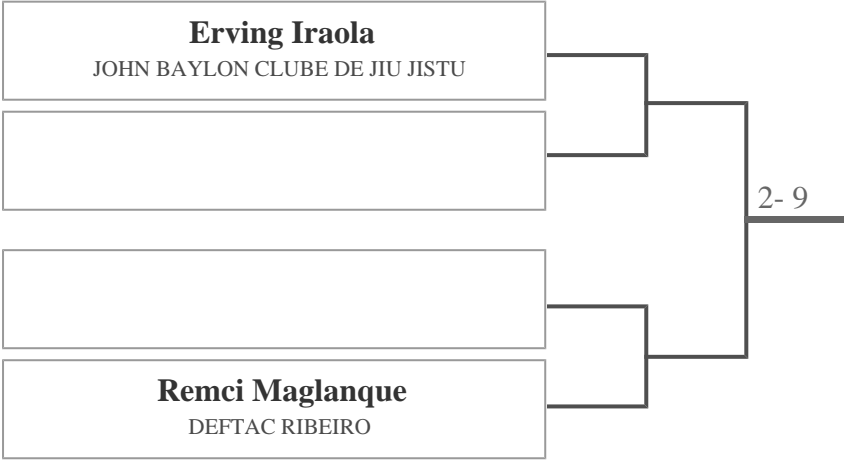 Erving Iraola
JOHN BAYLON CLUBE DE JIU JISTU
2- 9
Remci Maglanque
DEFTAC RIBEIRO